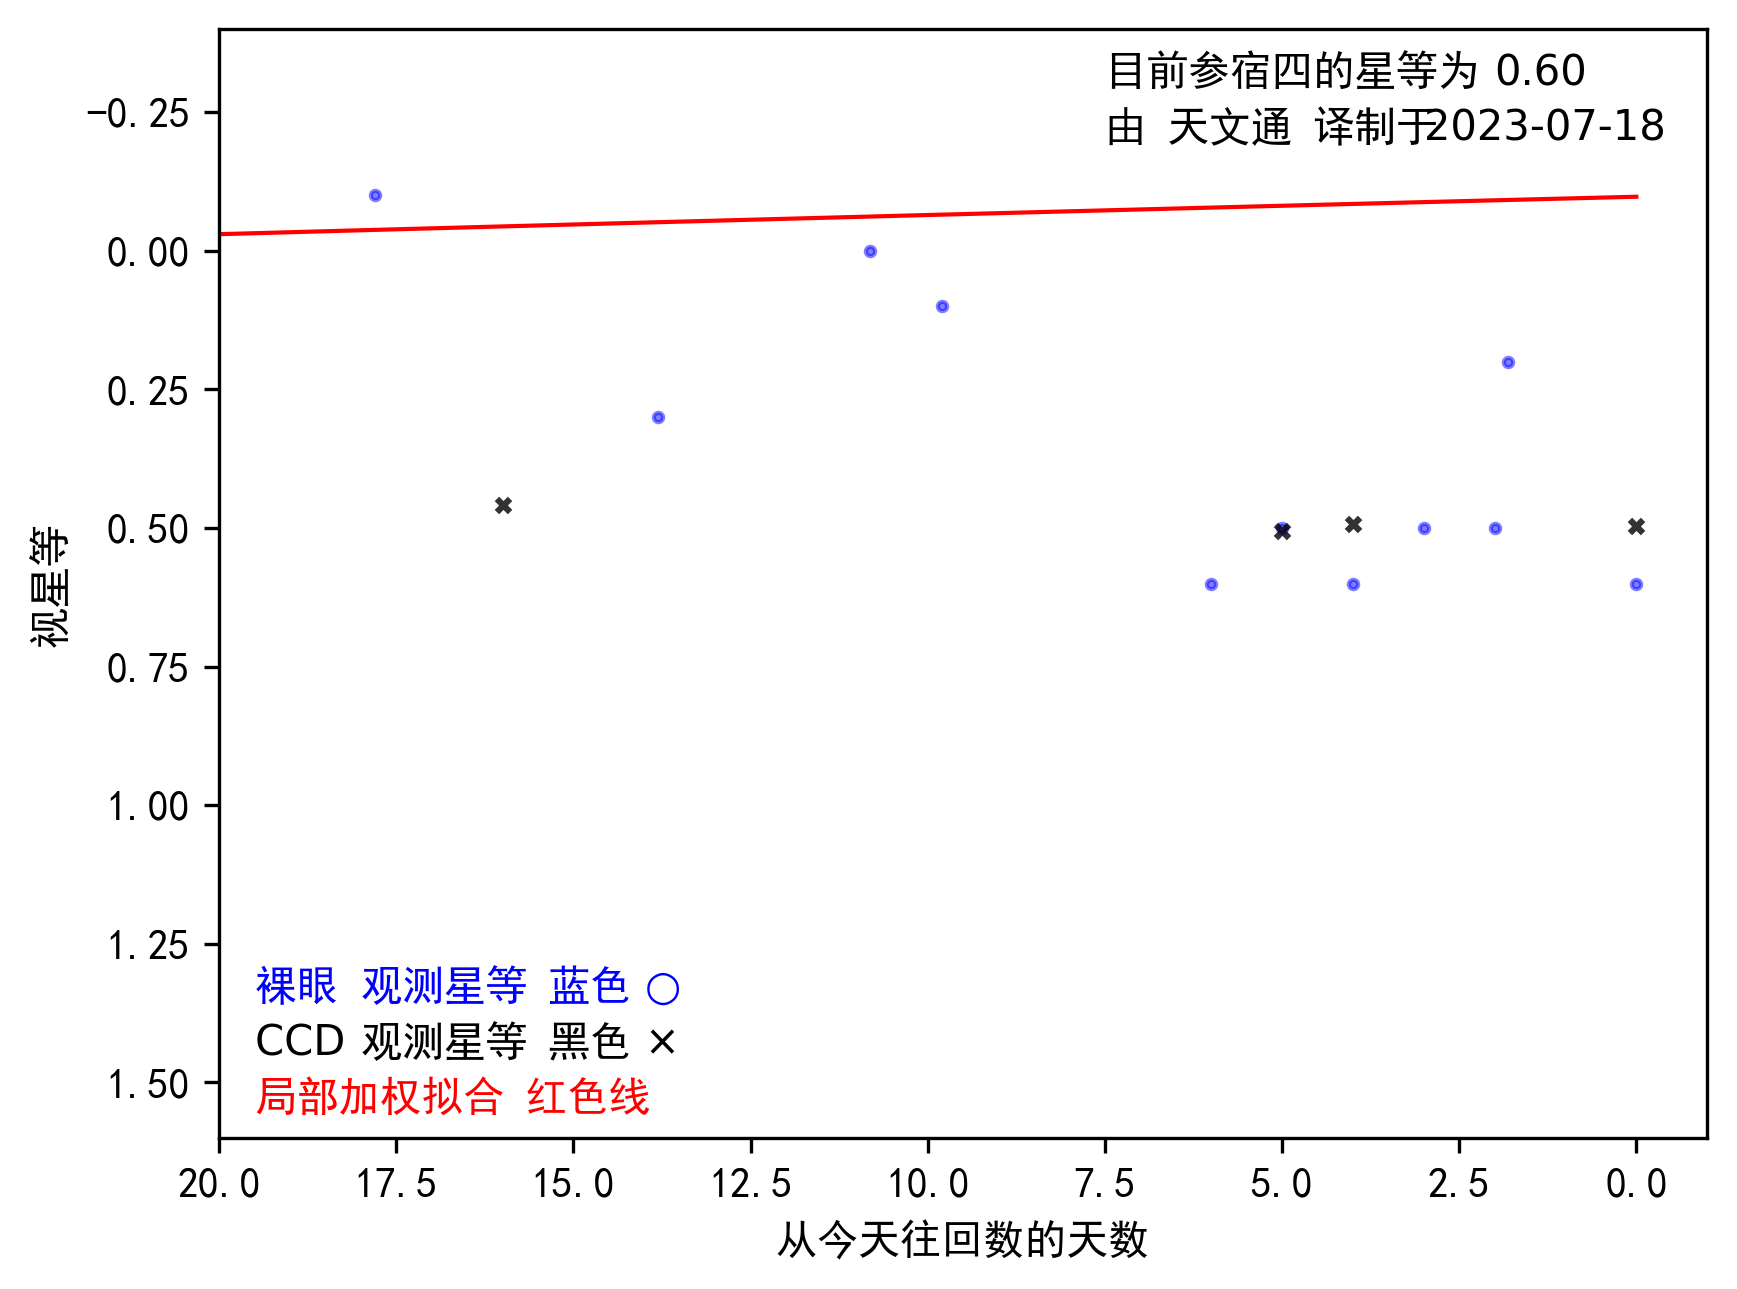 目前参宿四的星等为 0.60
由 天文通 译制于2023-07-18
-0.25
0.00
0.25
0.50
0.75
1.00
1.25
1.50
视星等
裸眼 观测星等 蓝色 ○
CCD 观测星等 黑色 ×
局部加权拟合 红色线
20.0 17.5 15.0 12.5 10.0 7.5 5.0 2.5 0.0
从今天往回数的天数